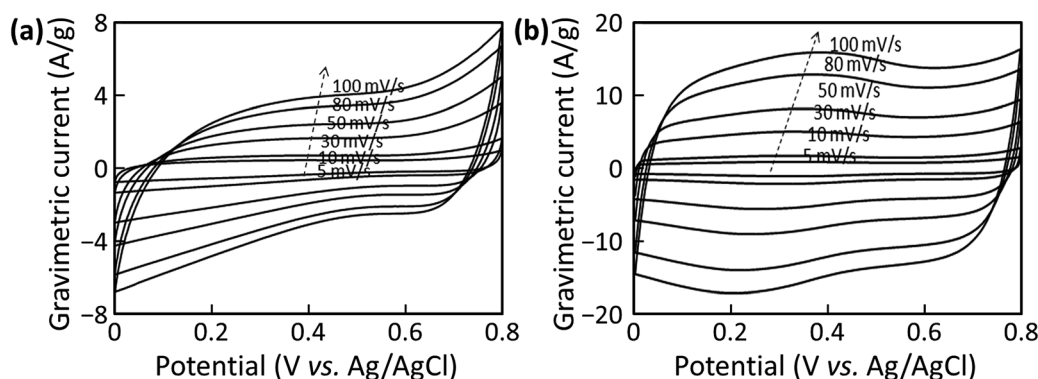 (a)
Gravimetric current (A/g)
8
4
0
−4
−8
100 mV/s
80 mV/s
50 mV/s
30 mV/s
10 mV/s
5 mV/s
0
0.2
0.4
0.6
0.8
Potential (V vs. Ag/AgCl)
(b)
Gravimetric current (A/g)
20
10
0
−10
−20
100 mV/s
80 mV/s
50 mV/s
30 mV/s
10 mV/s
5 mV/s
0
0.2
0.4
0.6
0.8
Potential (V vs. Ag/AgCl)